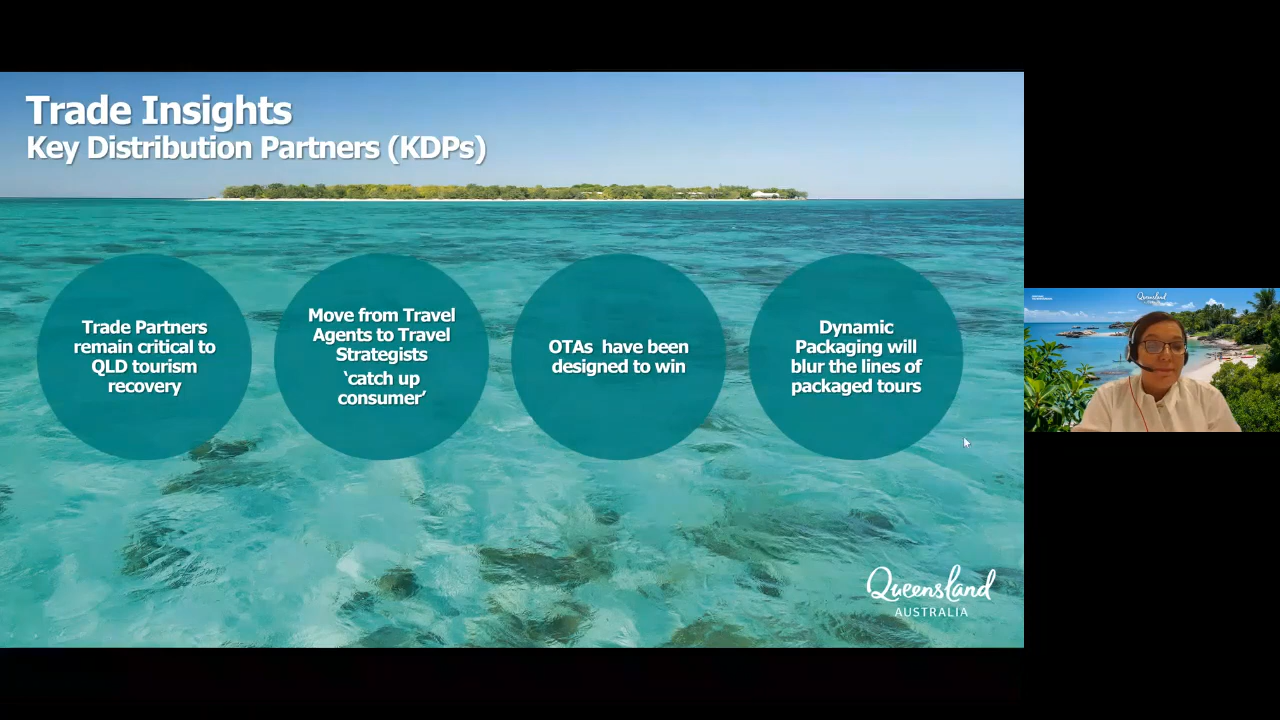 Trade Insights
Key Distribution Partners (KDPs)
Trade Partners
remain critical to
QLD tourism
recovery
Move from Travel
Agents to Travel
Strategists
‘catch up
consumer’
OTAs  have been
designed to win
Dynamic
Packaging will
blur the lines of
packaged tours
Queensland
AUSTRALIA
Queensland